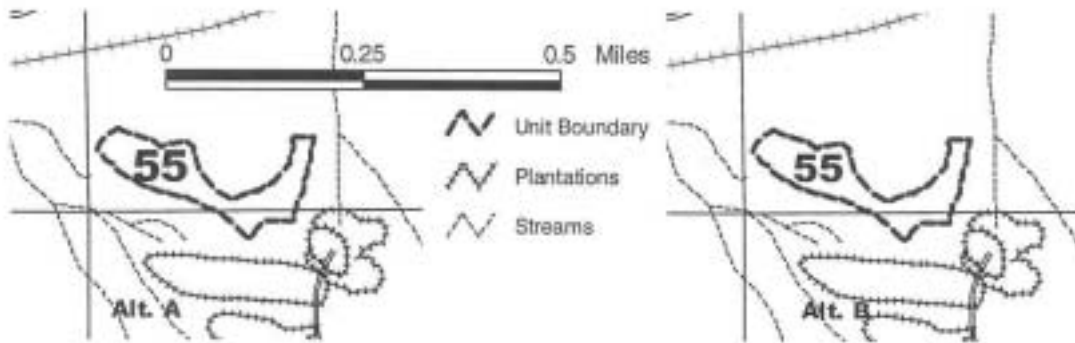 0 0.25 0.5 Miles
Unit Boundary
55
55
Plantations
Streams
Alt. A
Alt. B